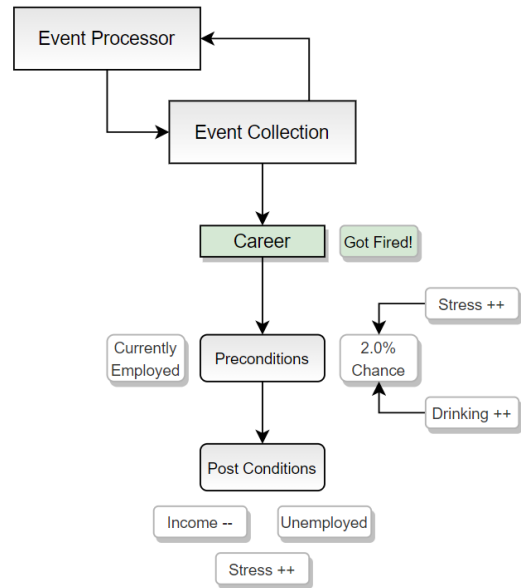 Event Processor
Event Collection
Career
Got Fired!
Stress ++
Currently
Employed
Preconditions
2.0%
Chance
Drinking ++
Post Conditions
Income --
Unemployed
Stress ++